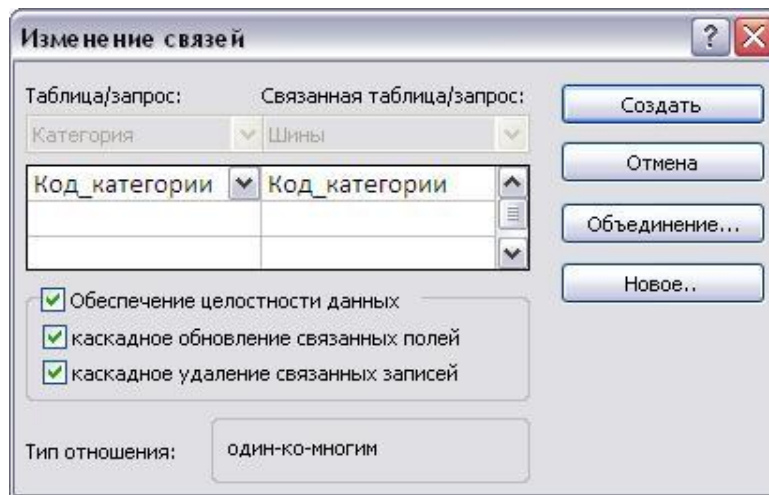 Изменение связей
Таблица/запрос: Связанная таблица/запрос:
Категория Шины
Код_категории Код_категории
Обеспечение целостности данных
каскадное обновление связанных полей
каскадное удаление связанных записей
Тип отношения: один-ко-многим
Создать
Отмена
Объединение...
Новое..